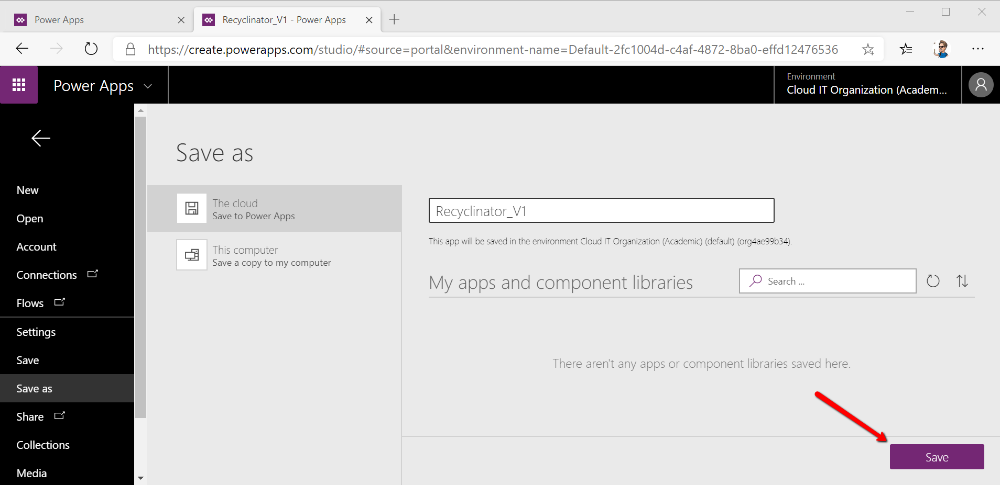 Power Apps
Recyclinator_V1 - Power Apps
https://create.powerapps.com/studio/#source=portal&environment-name=Default-2fc1004d-c4af-4872-8ba0-effd12476536
Power Apps
Environment
Cloud IT Organization (Academ...
New
Open
Account
Connections
Flows
Settings
Save
Save as
Share
Collections
Media
Save as
The cloud
Save to Power Apps
This computer
Save a copy to my computer
Recyclinator_V1
This app will be saved in the environment Cloud IT Organization (Academic) (default) (org4ae99b34).
My apps and component libraries
Search ...
There aren't any apps or component libraries saved here.
Save